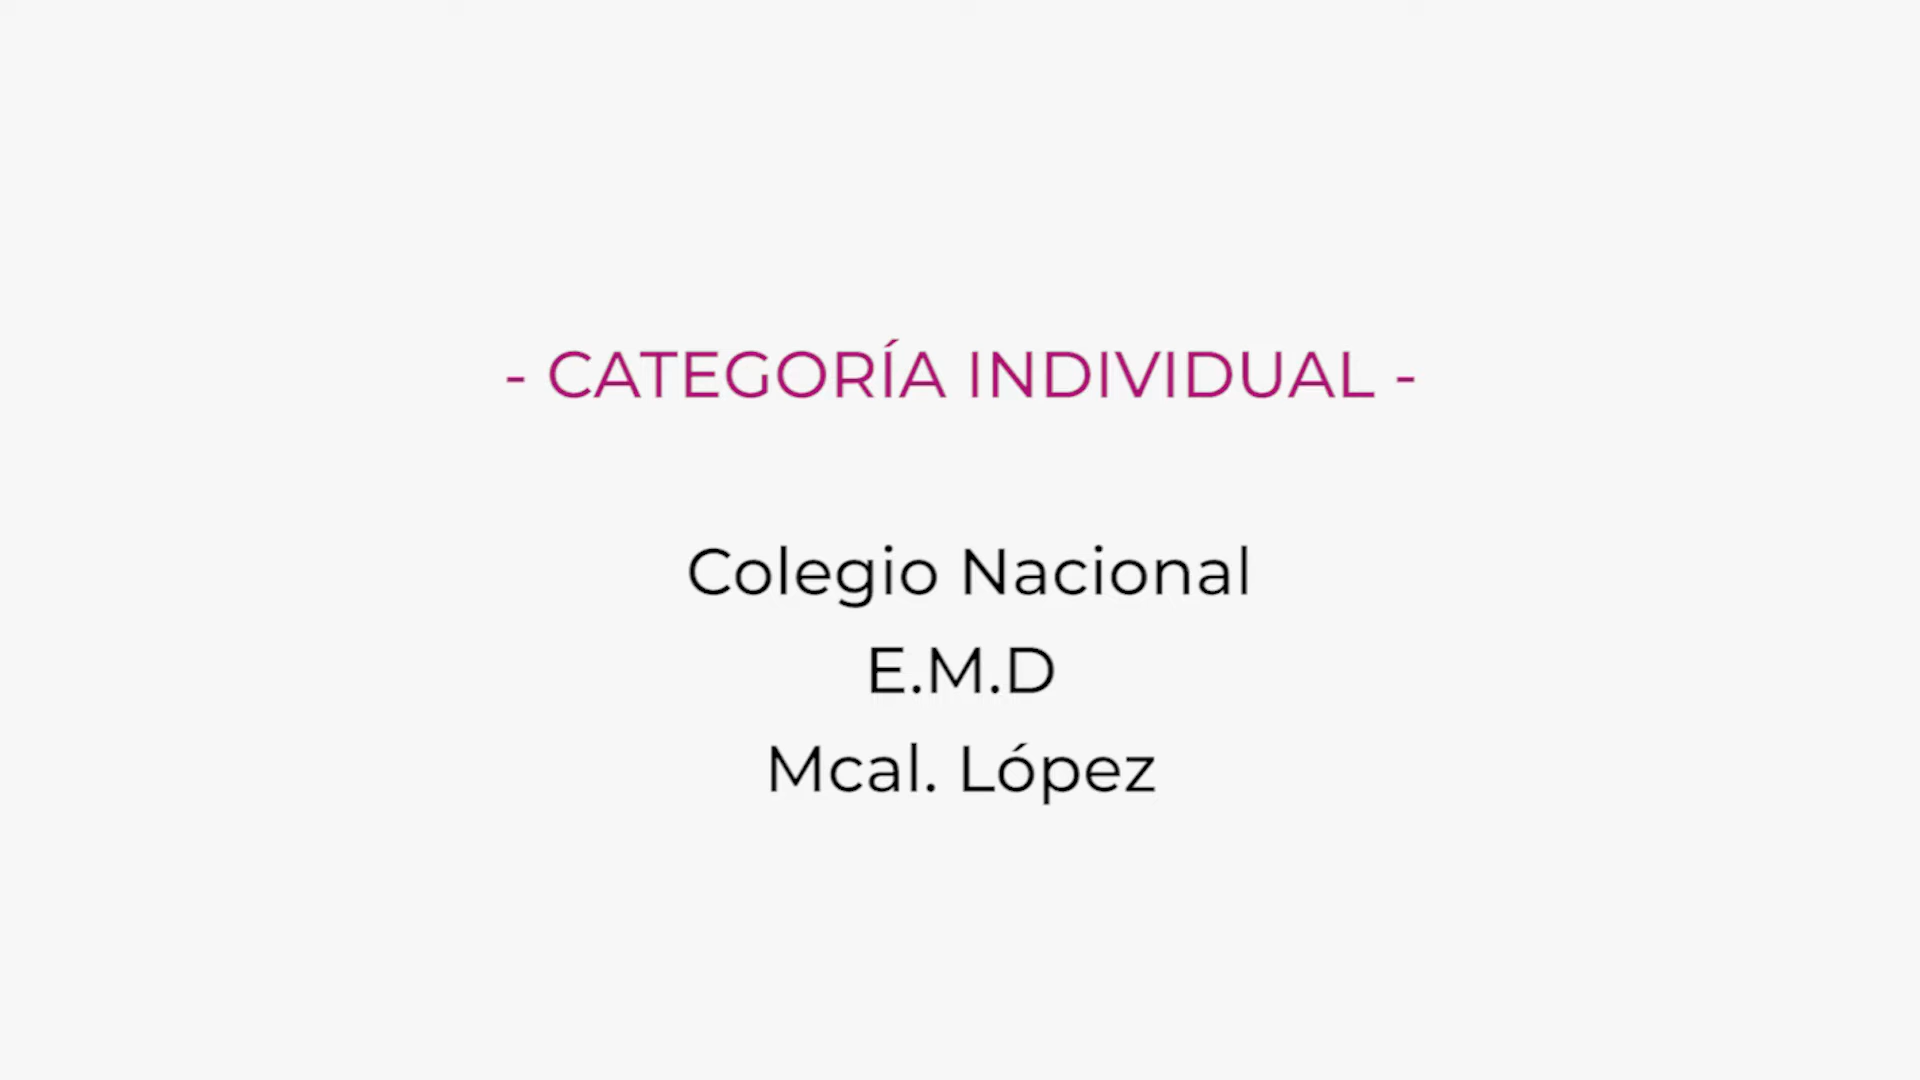 - CATEGORÍA INDIVIDUAL -
Colegio Nacional
E.M.D
Mcal. López